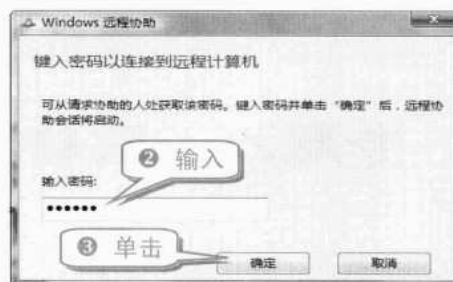 Windows 远程协助
键入密码以连接到远程计算机
可从请求协助的人处获取该密码。键入密码并单击“确定”后，远程协
助会话将启动。
❷ 输入
输入密码:
●●●●●●
❸ 单击
确定
取消